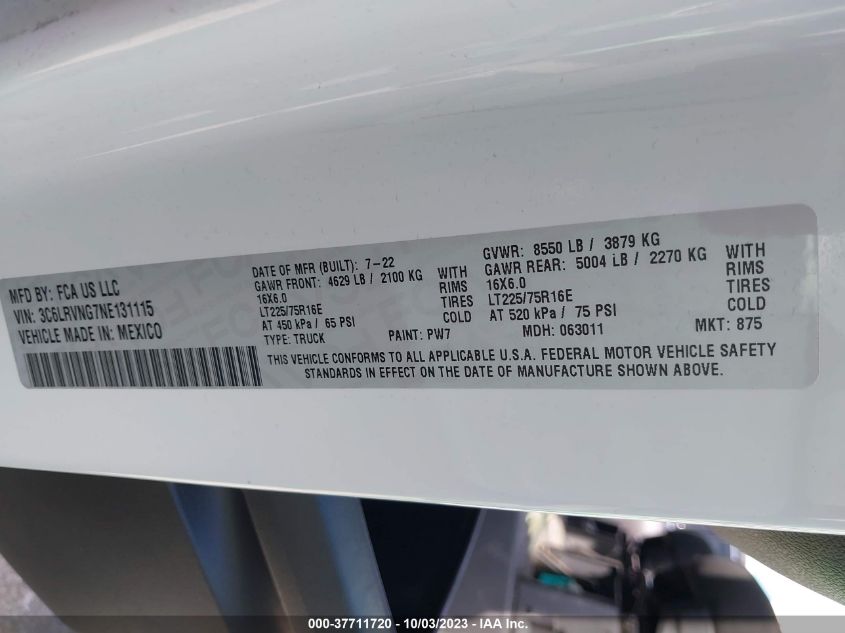 MFD BY: FCA US LLC
VIN: 3C6LRVNG7NE131115
VEHICLE MADE IN: MEXICO
DATE OF MFR (BUILT): 7-22
GAWR FRONT: 4629 LB / 2100 KG WITH
16X6.0 RIMS
LT225/75R16E TIRES
AT 450 kPa / 65 PSI COLD
TYPE: TRUCK PAINT: PW7
GVWR: 8550 LB / 3879 KG
GAWR REAR: 5004 LB / 2270 KG WITH
16X6.0 RIMS
LT225/75R16E TIRES
AT 520 kPa / 75 PSI COLD
MDH: 063011 MKT: 875
THIS VEHICLE CONFORMS TO ALL APPLICABLE U.S.A. FEDERAL MOTOR VEHICLE SAFETY
STANDARDS IN EFFECT ON THE DATE OF MANUFACTURE SHOWN ABOVE.
000-37711720 - 10/03/2023 - IAA Inc.